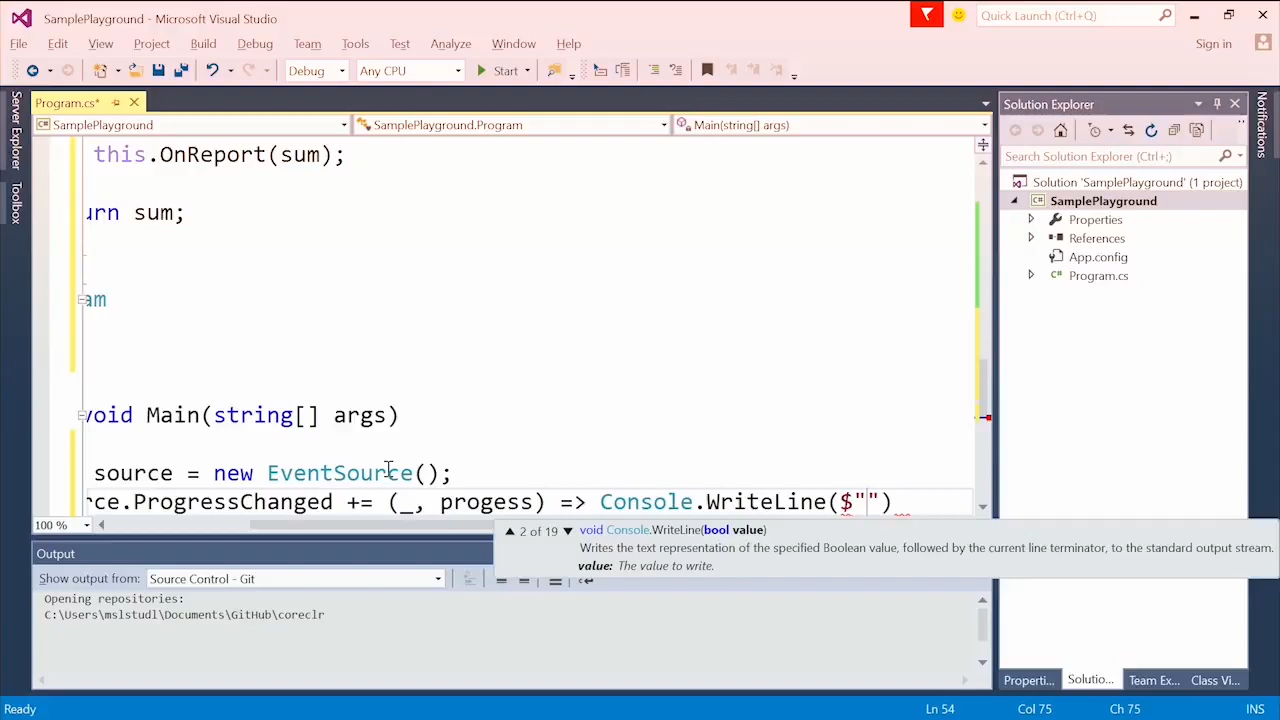 SamplePlayground - Microsoft Visual Studio
Quick Launch (Ctrl+Q)
File Edit View Project Build Debug Team Tools Test Analyze Window Help
Sign in
Debug Any CPU Start
Server Explorer
Toolbox
Program.cs*
SamplePlayground SamplePlayground.Program Main(string[] args)
this.OnReport(sum);
urn sum;
am
void Main(string[] args)
source = new EventSource();
rce.ProgressChanged += (_, progess) => Console.WriteLine($"")
100 %
2 of 19 void Console.WriteLine(bool value)
Writes the text representation of the specified Boolean value, followed by the current line terminator, to the standard output stream.
value: The value to write.
Output
Show output from: Source Control - Git
Opening repositories:
C:\Users\mslstudl\Documents\GitHub\coreclr
Solution Explorer
Search Solution Explorer (Ctrl+;)
Solution 'SamplePlayground' (1 project)
SamplePlayground
Properties
References
App.config
Program.cs
Properti... Solutio... Team Ex... Class Vi...
Notifications
Ready Ln 54 Col 75 Ch 75 INS